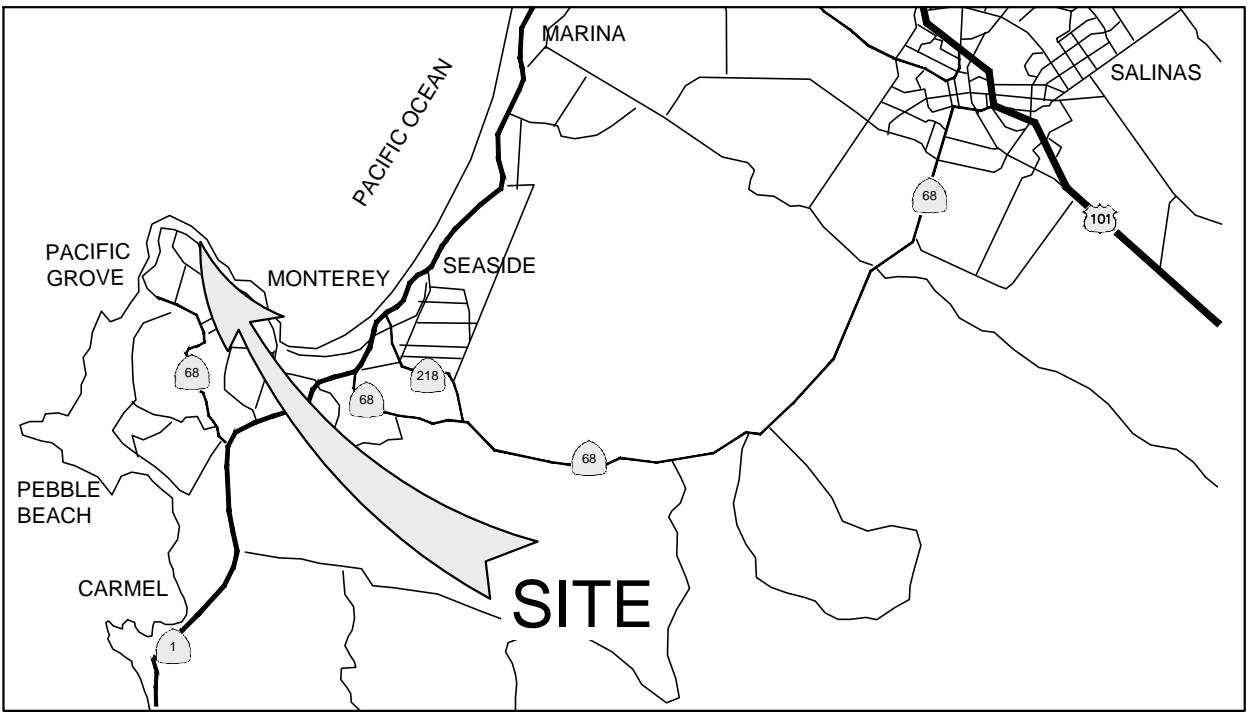 MARINA
SALINAS
PACIFIC OCEAN
68
101
PACIFIC
GROVE
MONTEREY
SEASIDE
68
218
68
68
PEBBLE
BEACH
CARMEL
SITE
1